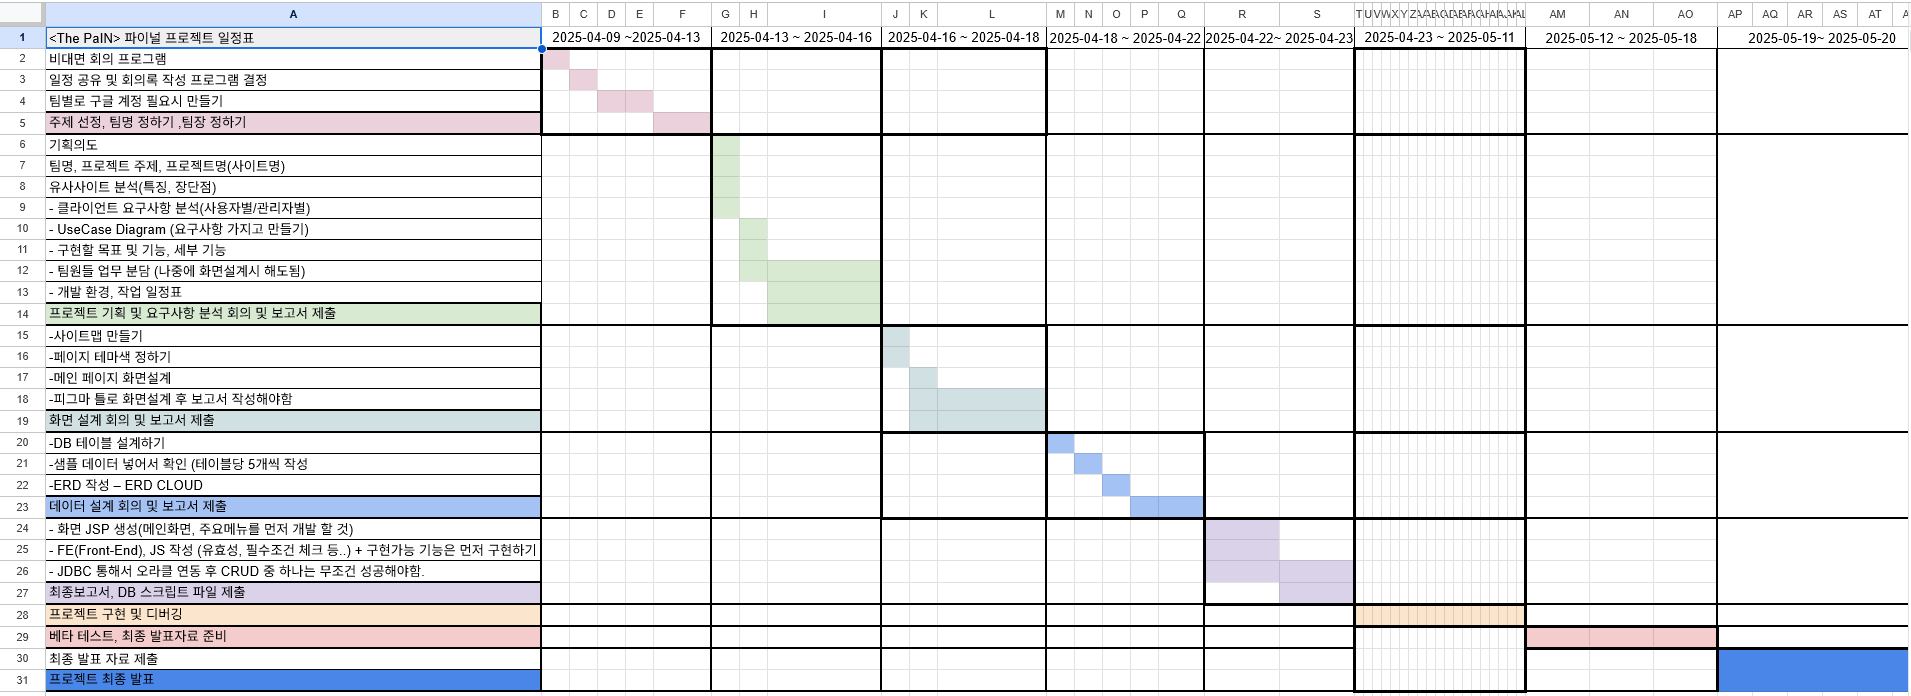 A B C D E F G H I J K L M N O P Q R S T U V W X Y Z AM AN AO AP AQ AR AS AT
1 <The PaIN> 파이널 프로젝트 일정표 2025-04-09 ~2025-04-13 2025-04-13 ~ 2025-04-16 2025-04-16 ~ 2025-04-18 2025-04-18 ~ 2025-04-22 2025-04-22~ 2025-04-23 2025-04-23 ~ 2025-05-11 2025-05-12 ~ 2025-05-18 2025-05-19~ 2025-05-20
2 비대면 회의 프로그램
3 일정 공유 및 회의록 작성 프로그램 결정
4 팀별로 구글 계정 필요시 만들기
5 주제 선정, 팀명 정하기 ,팀장 정하기
6 기획의도
7 팀명, 프로젝트 주제, 프로젝트명(사이트명)
8 유사사이트 분석(특징, 장단점)
9 - 클라이언트 요구사항 분석(사용자별/관리자별)
10 - UseCase Diagram (요구사항 가지고 만들기)
11 - 구현할 목표 및 기능, 세부 기능
12 - 팀원들 업무 분담 (나중에 화면설계시 해도됨)
13 - 개발 환경, 작업 일정표
14 프로젝트 기획 및 요구사항 분석 회의 및 보고서 제출
15 -사이트맵 만들기
16 -페이지 테마색 정하기
17 -메인 페이지 화면설계
18 -피그마 틀로 화면설계 후 보고서 작성해야함
19 화면 설계 회의 및 보고서 제출
20 -DB 테이블 설계하기
21 -샘플 데이터 넣어서 확인 (테이블당 5개씩 작성
22 -ERD 작성 – ERD CLOUD
23 데이터 설계 회의 및 보고서 제출
24 - 화면 JSP 생성(메인화면, 주요메뉴를 먼저 개발 할 것)
25 - FE(Front-End), JS 작성 (유효성, 필수조건 체크 등..) + 구현가능 기능은 먼저 구현하기
26 - JDBC 통해서 오라클 연동 후 CRUD 중 하나는 무조건 성공해야함.
27 최종보고서, DB 스크립트 파일 제출
28 프로젝트 구현 및 디버깅
29 베타 테스트, 최종 발표자료 준비
30 최종 발표 자료 제출
31 프로젝트 최종 발표